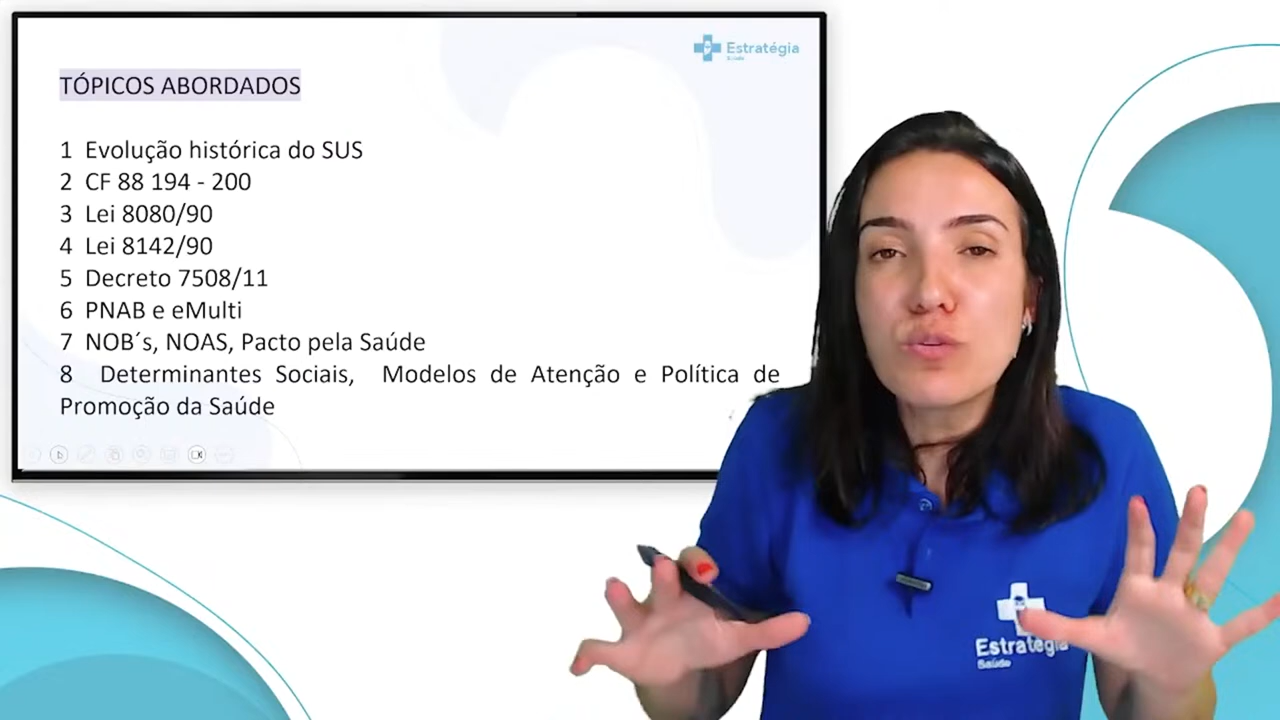 Estratégia
Saúde
TÓPICOS ABORDADOS
1 Evolução histórica do SUS
2 CF 88 194 - 200
3 Lei 8080/90
4 Lei 8142/90
5 Decreto 7508/11
6 PNAB e eMulti
7 NOB´s, NOAS, Pacto pela Saúde
8 Determinantes Sociais, Modelos de Atenção e Política de
Promoção da Saúde
Estratégia
Saúde